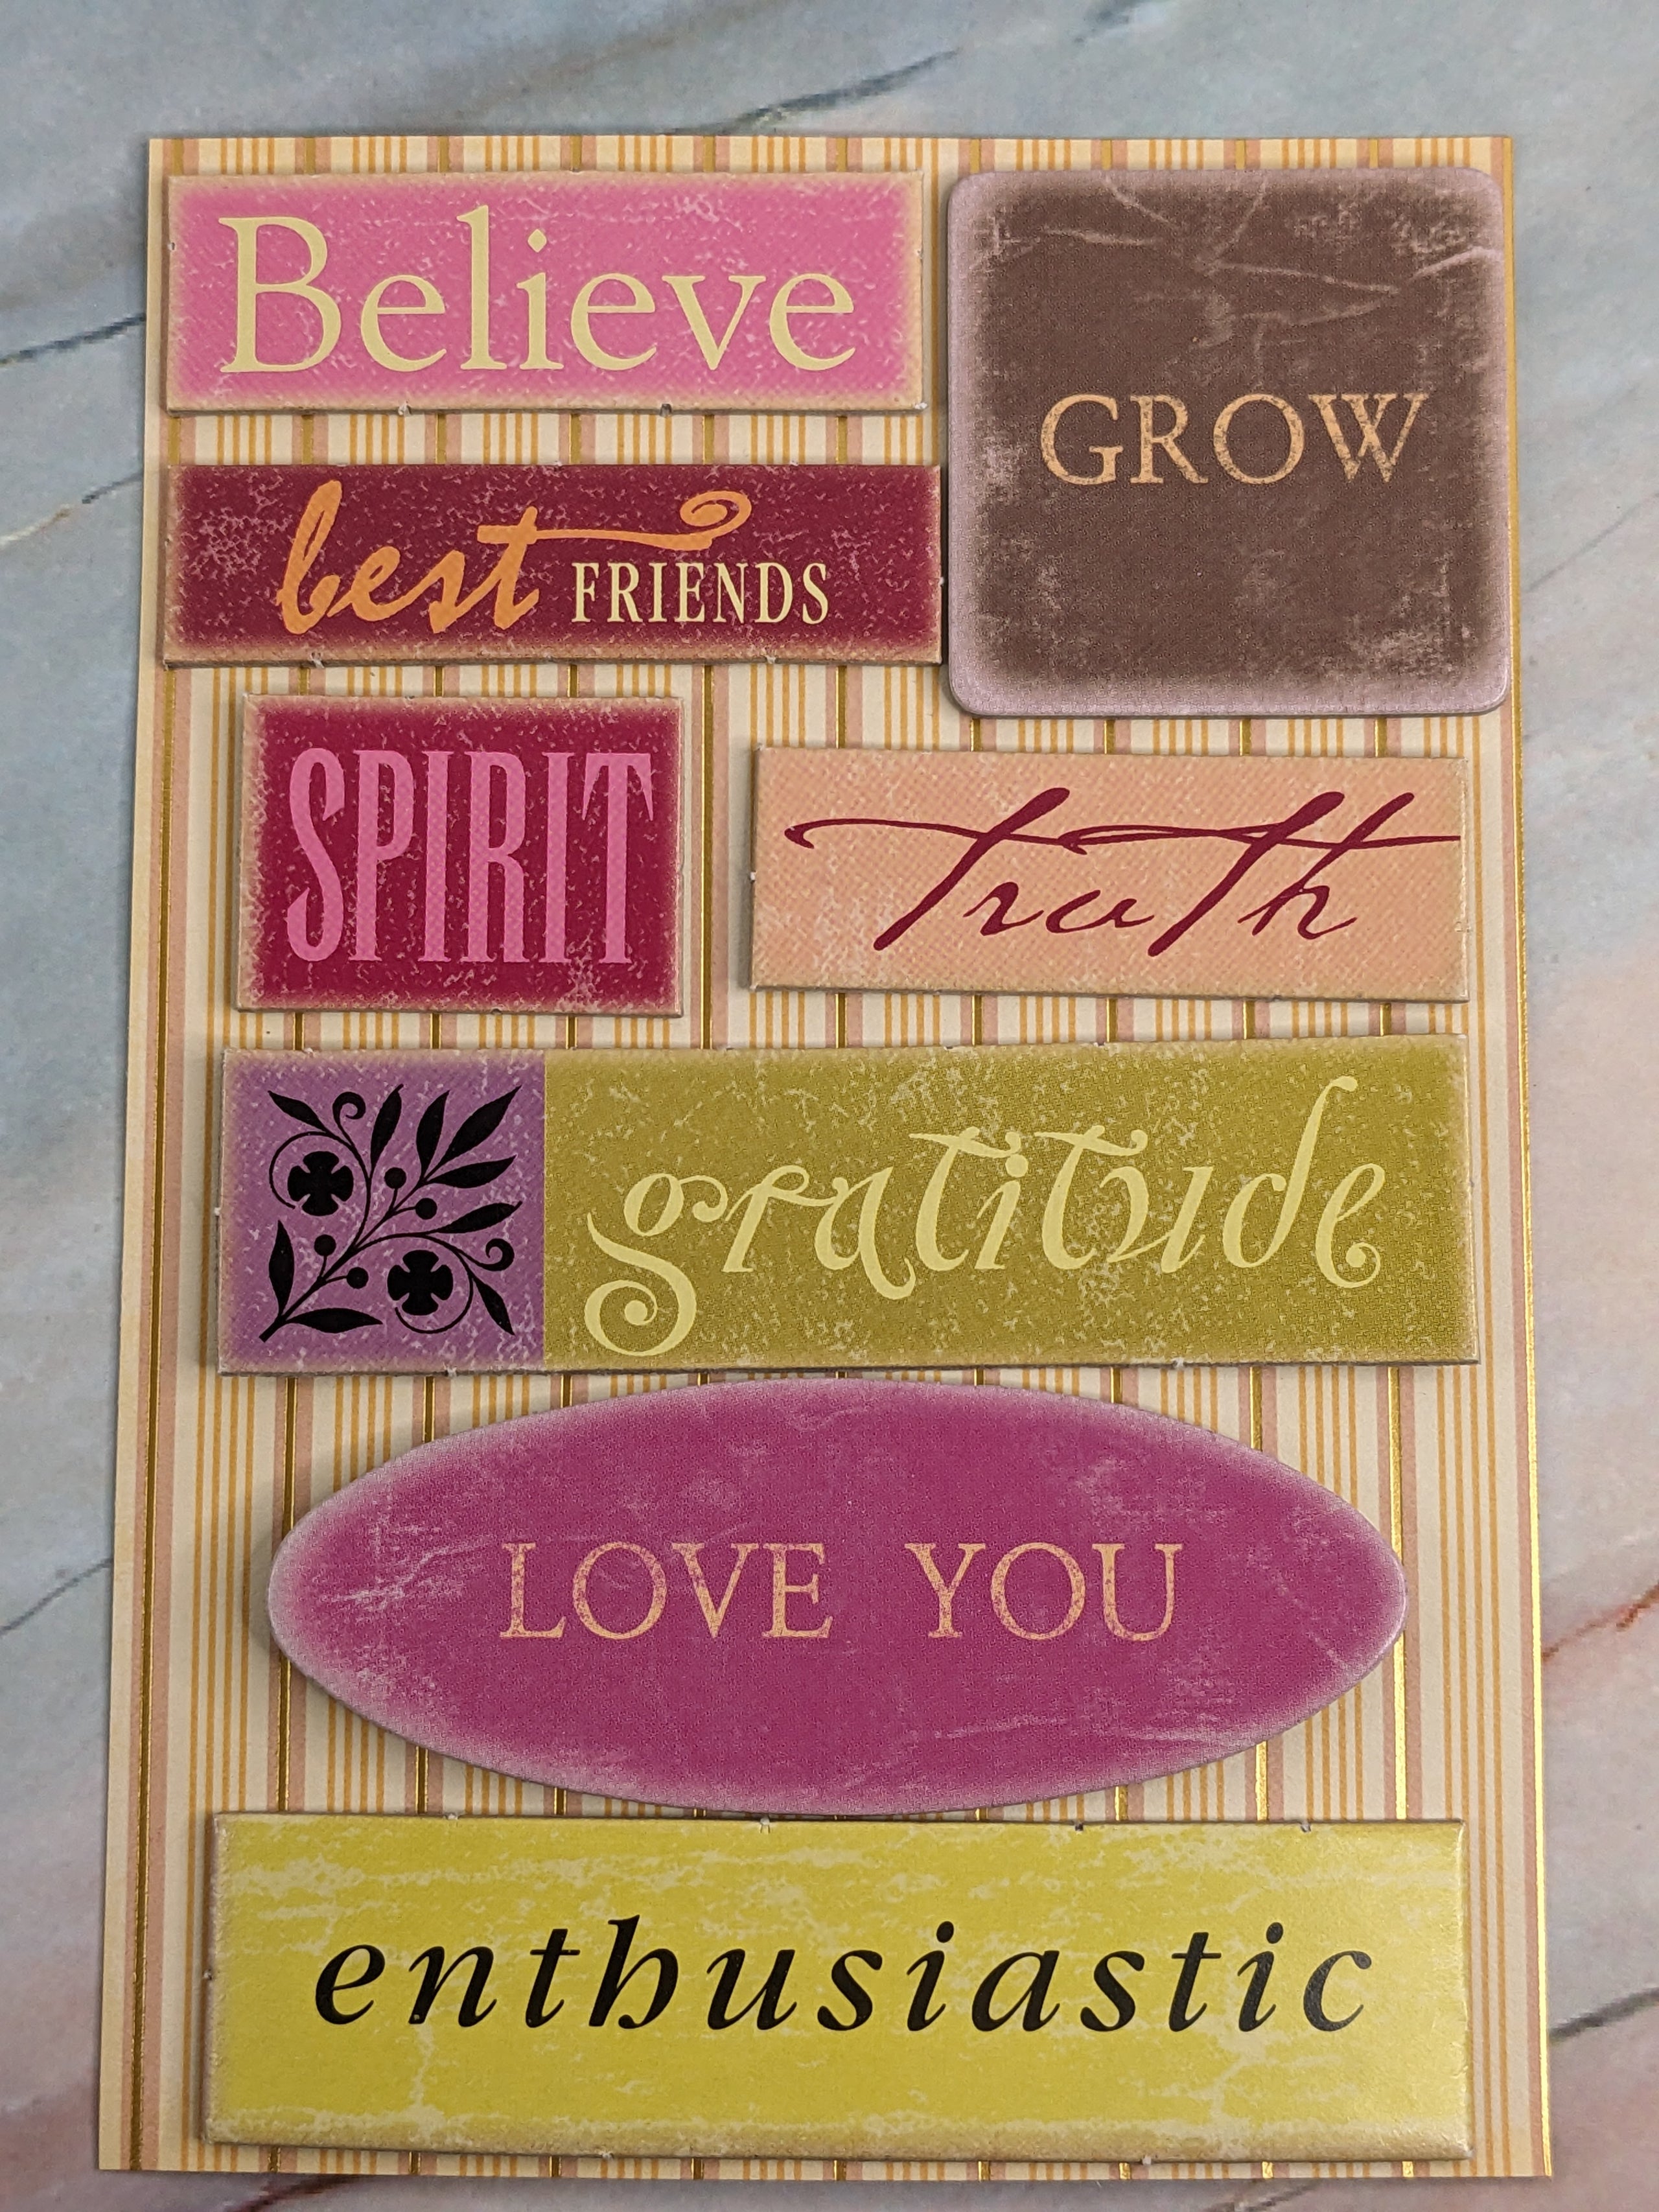 Believe
GROW
best FRIENDS
SPIRIT
truth
gratitude
LOVE YOU
enthusiastic